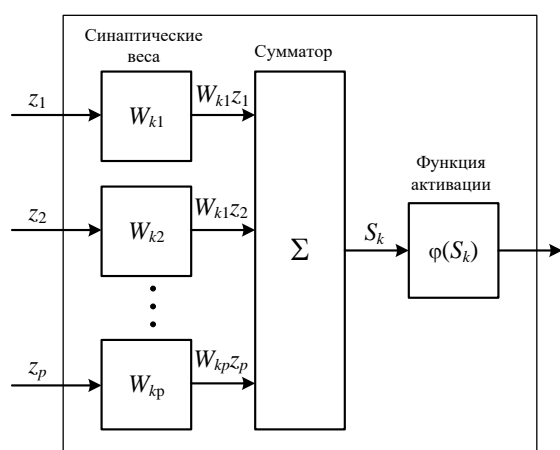 Синаптические
веса
Сумматор
z1
Wk1
Wk1z1
Функция
активации
z2
Wk2
Wk1z2
Σ
Sk
φ(Sk)
zp
Wkp
Wkpzp